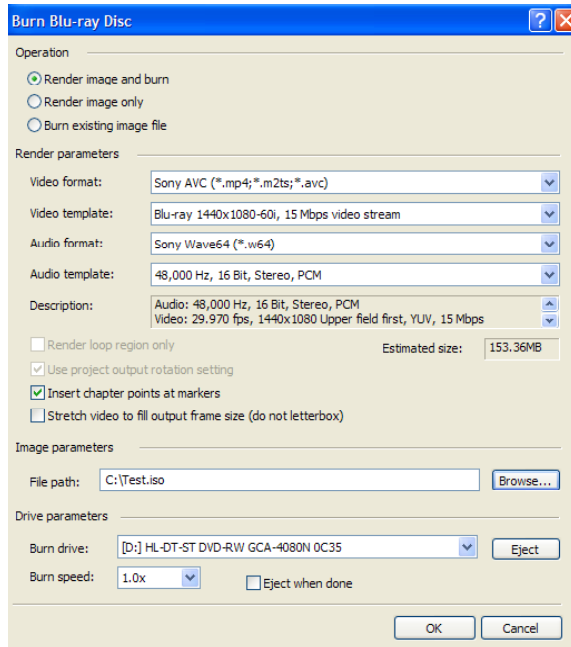 Burn Blu-ray Disc
Operation
Render image and burn
Render image only
Burn existing image file
Render parameters
Video format: Sony AVC (*.mp4;*.m2ts;*.avc)
Video template: Blu-ray 1440x1080-60i, 15 Mbps video stream
Audio format: Sony Wave64 (*.w64)
Audio template: 48,000 Hz, 16 Bit, Stereo, PCM
Description: Audio: 48,000 Hz, 16 Bit, Stereo, PCM
Video: 29.970 fps, 1440x1080 Upper field first, YUV, 15 Mbps
Render loop region only Estimated size: 153.36MB
Use project output rotation setting
Insert chapter points at markers
Stretch video to fill output frame size (do not letterbox)
Image parameters
File path: C:\Test.iso Browse...
Drive parameters
Burn drive: [D:] HL-DT-ST DVD-RW GCA-4080N 0C35 Eject
Burn speed: 1.0x Eject when done
OK Cancel